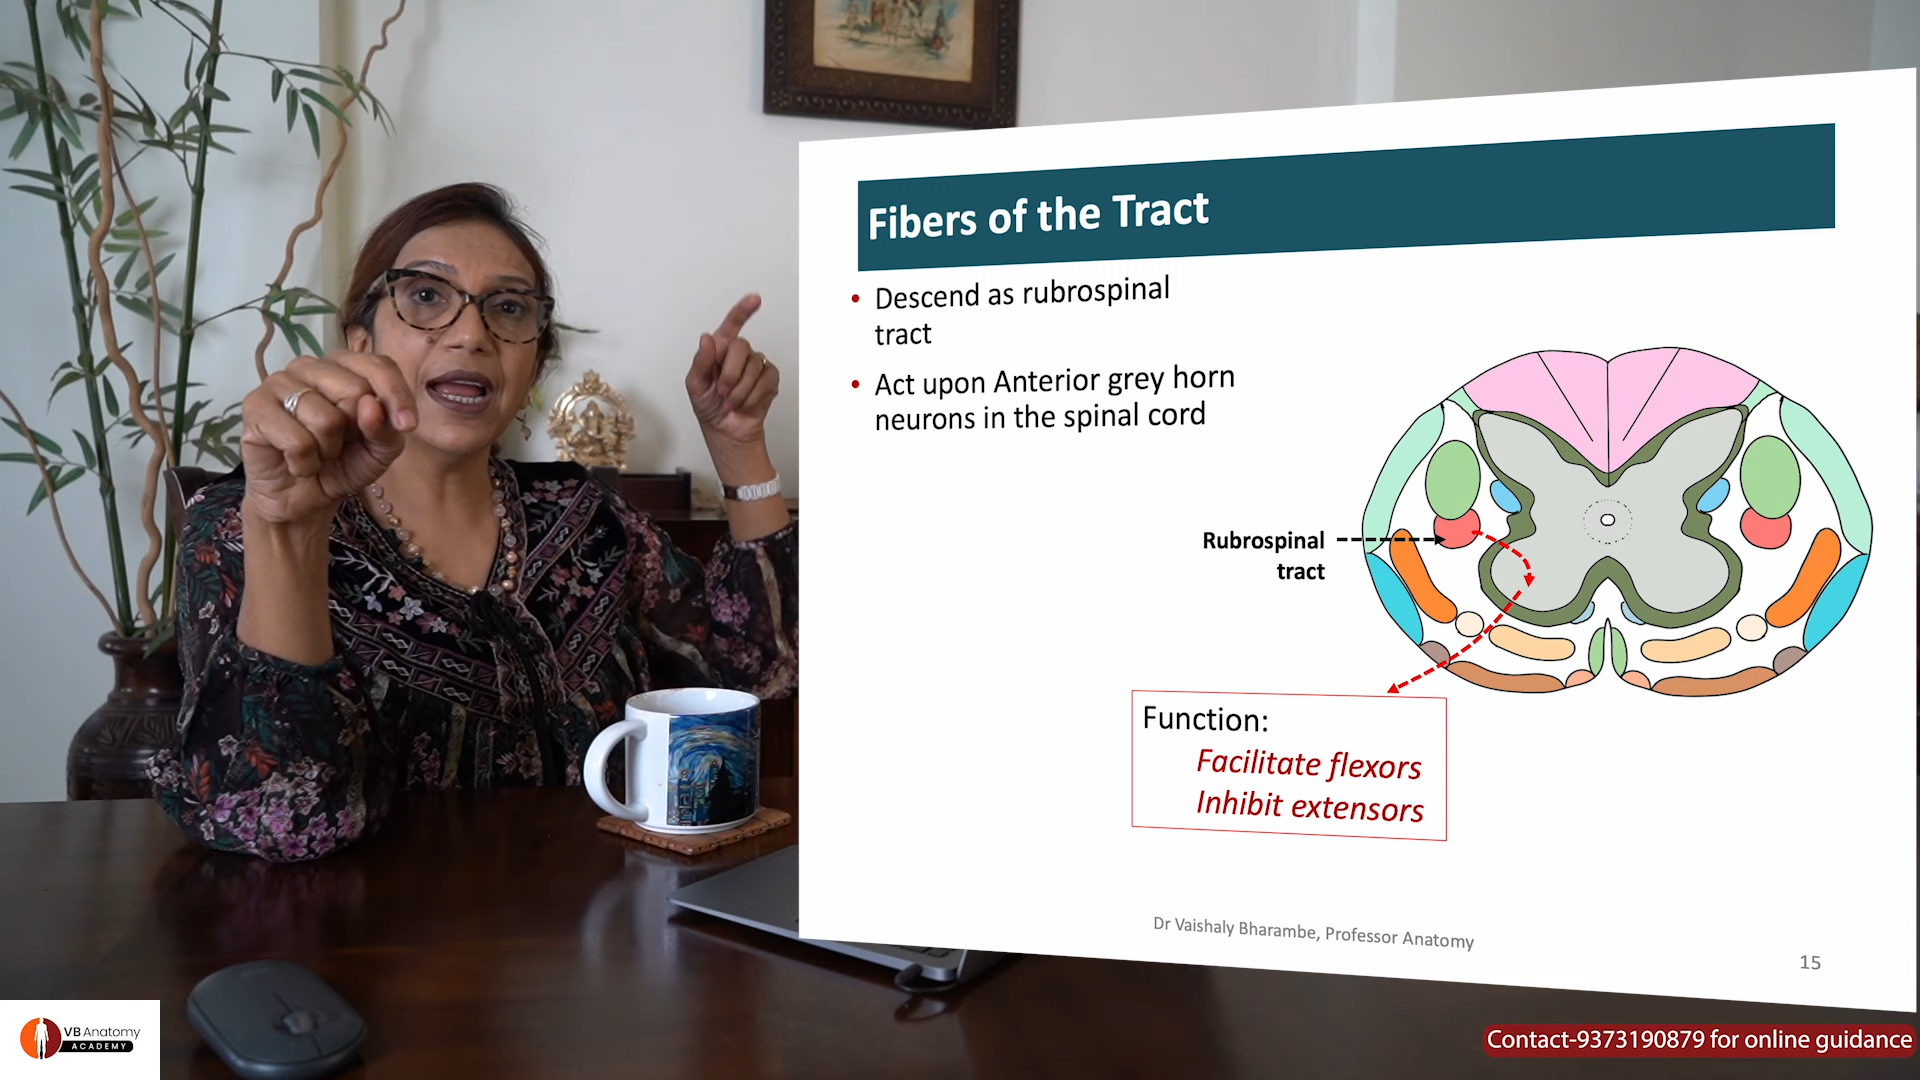 Fibers of the Tract
• Descend as rubrospinal
tract
• Act upon Anterior grey horn
neurons in the spinal cord
Rubrospinal
tract
Function:
Facilitate flexors
Inhibit extensors
Dr Vaishaly Bharambe, Professor Anatomy
15
VB Anatomy
ACADEMY
Contact-9373190879 for online guidance